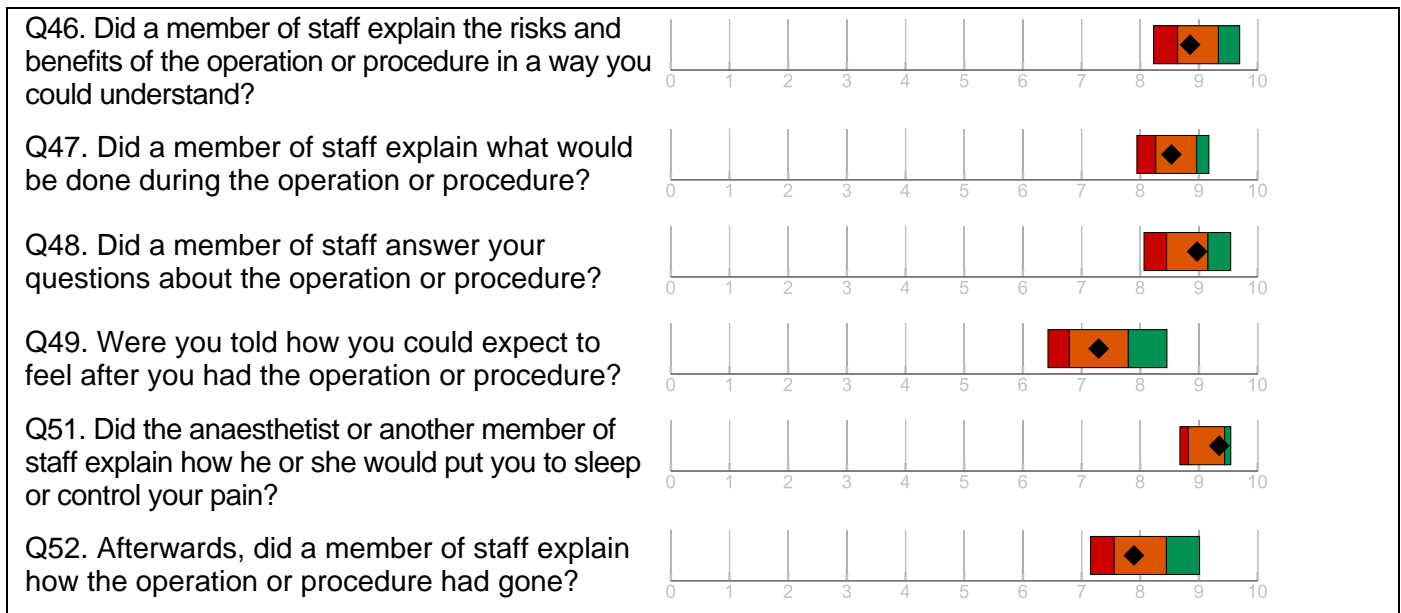 Q46. Did a member of staff explain the risks and
benefits of the operation or procedure in a way you
could understand?
0 1 2 3 4 5 6 7 8 9 10
Q47. Did a member of staff explain what would
be done during the operation or procedure?
0 1 2 3 4 5 6 7 8 9 10
Q48. Did a member of staff answer your
questions about the operation or procedure?
0 1 2 3 4 5 6 7 8 9 10
Q49. Were you told how you could expect to
feel after you had the operation or procedure?
0 1 2 3 4 5 6 7 8 9 10
Q51. Did the anaesthetist or another member of
staff explain how he or she would put you to sleep
or control your pain?
0 1 2 3 4 5 6 7 8 9 10
Q52. Afterwards, did a member of staff explain
how the operation or procedure had gone?
0 1 2 3 4 5 6 7 8 9 10